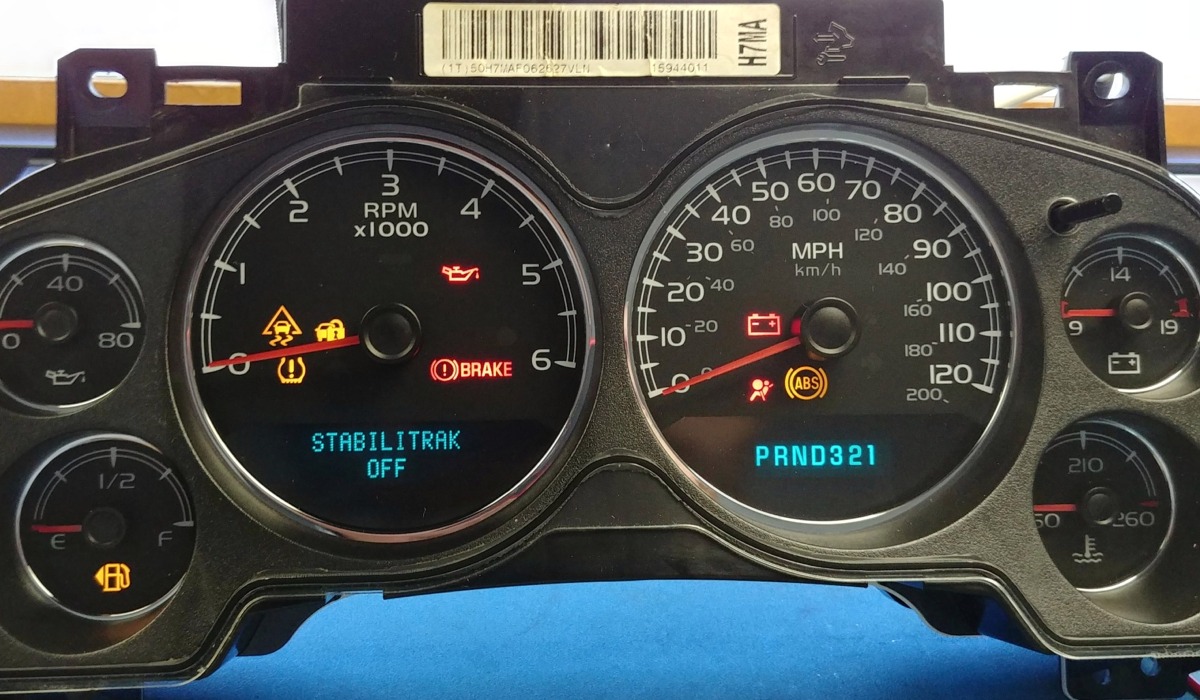 (1T)50H7MAF062627VLN 15944011
H7MA
3
2 4
RPM
x1000
1 5
0 6
BRAKE
STABILITRAK
OFF
50 60 70
40 80 100 80
30 60 120 90
MPH
km/h
20 40 140 100
160
10 20 110
180
0 0 120
200
ABS
PRND321
40
0 80
1/2
E F
14
9 19
210
260